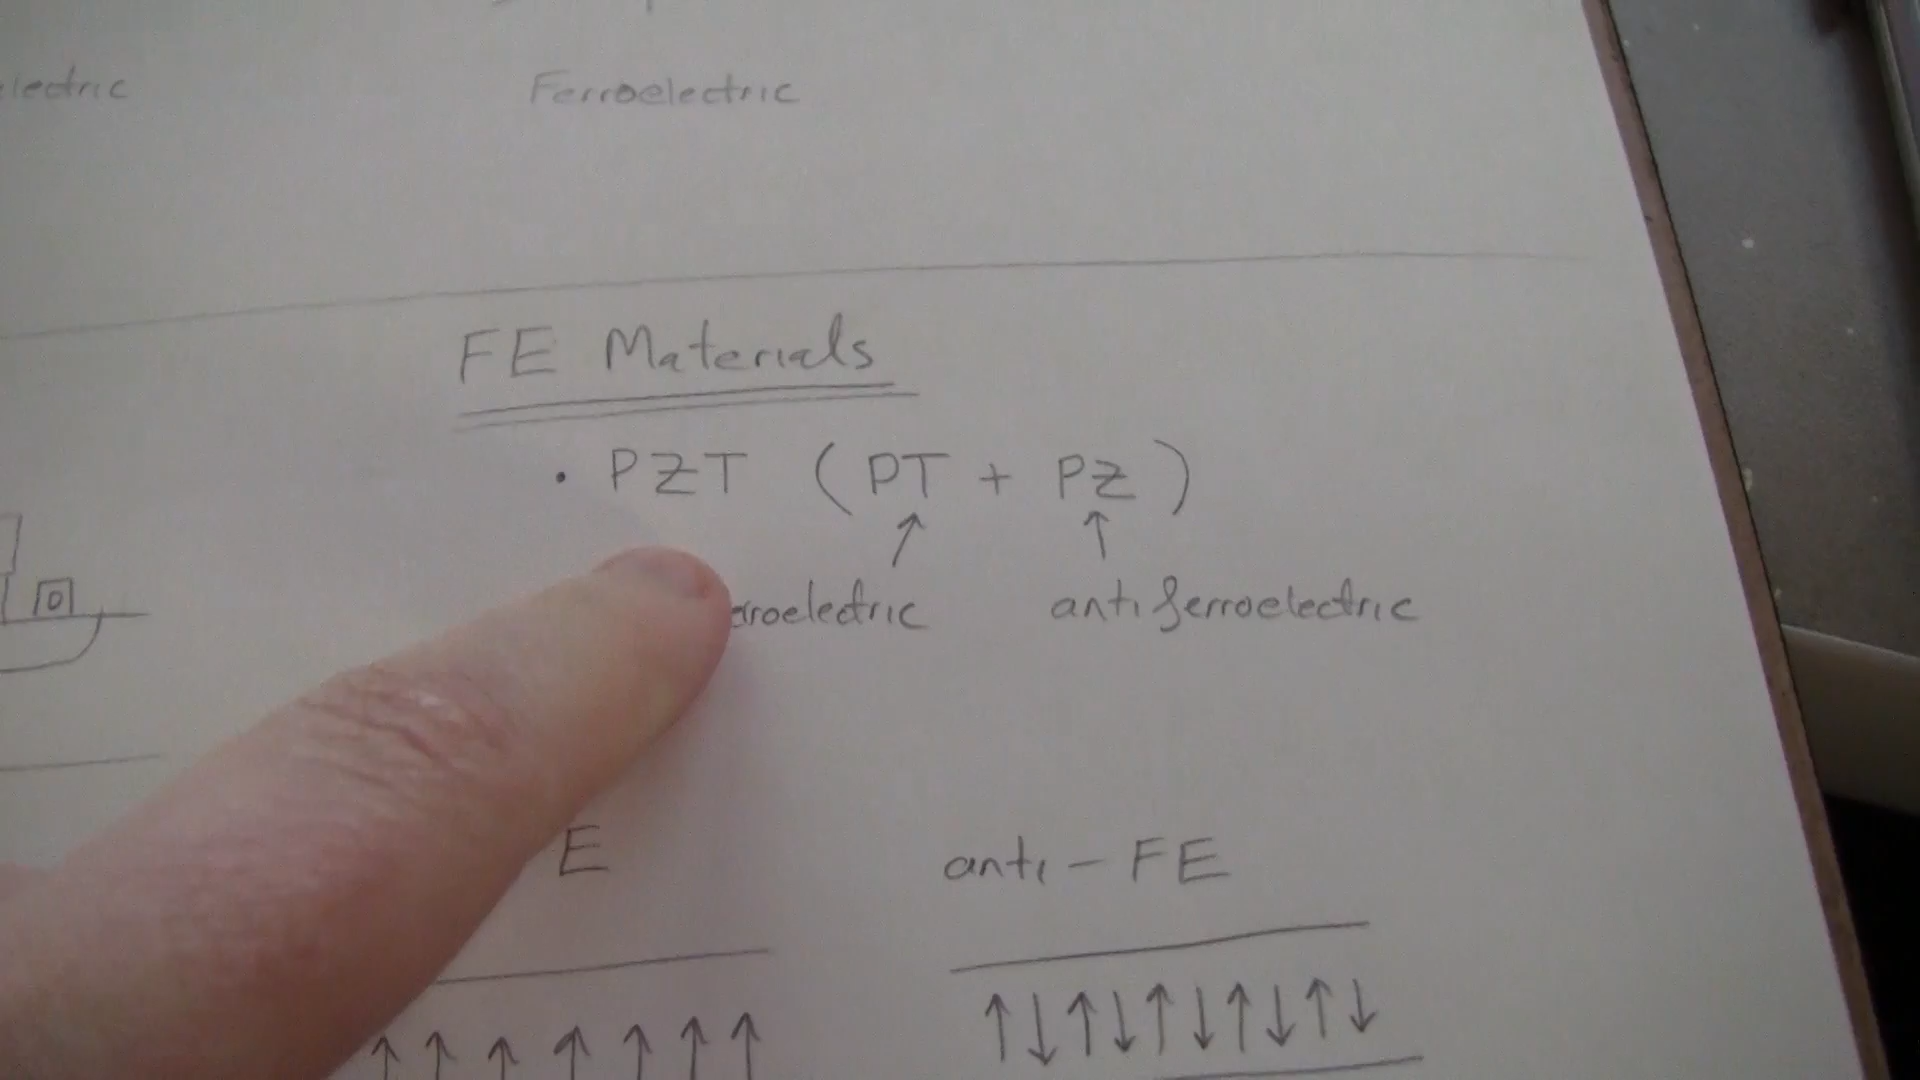 Ferroelectric
FE Materials
• PZT (PT + PZ)
antiferroelectric
E
anti-FE